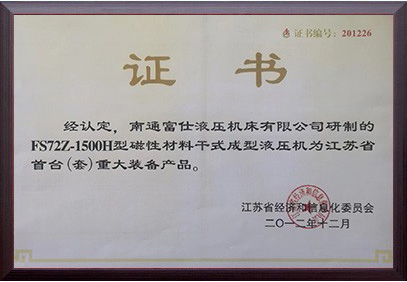 证书编号：201226
证 书
经认定，南通富仕液压机床有限公司研制的
FS72Z-1500H型磁性材料干式成型液压机为江苏省
首台(套)重大装备产品。
江苏省经济和信息化委员会
二〇一二年十二月